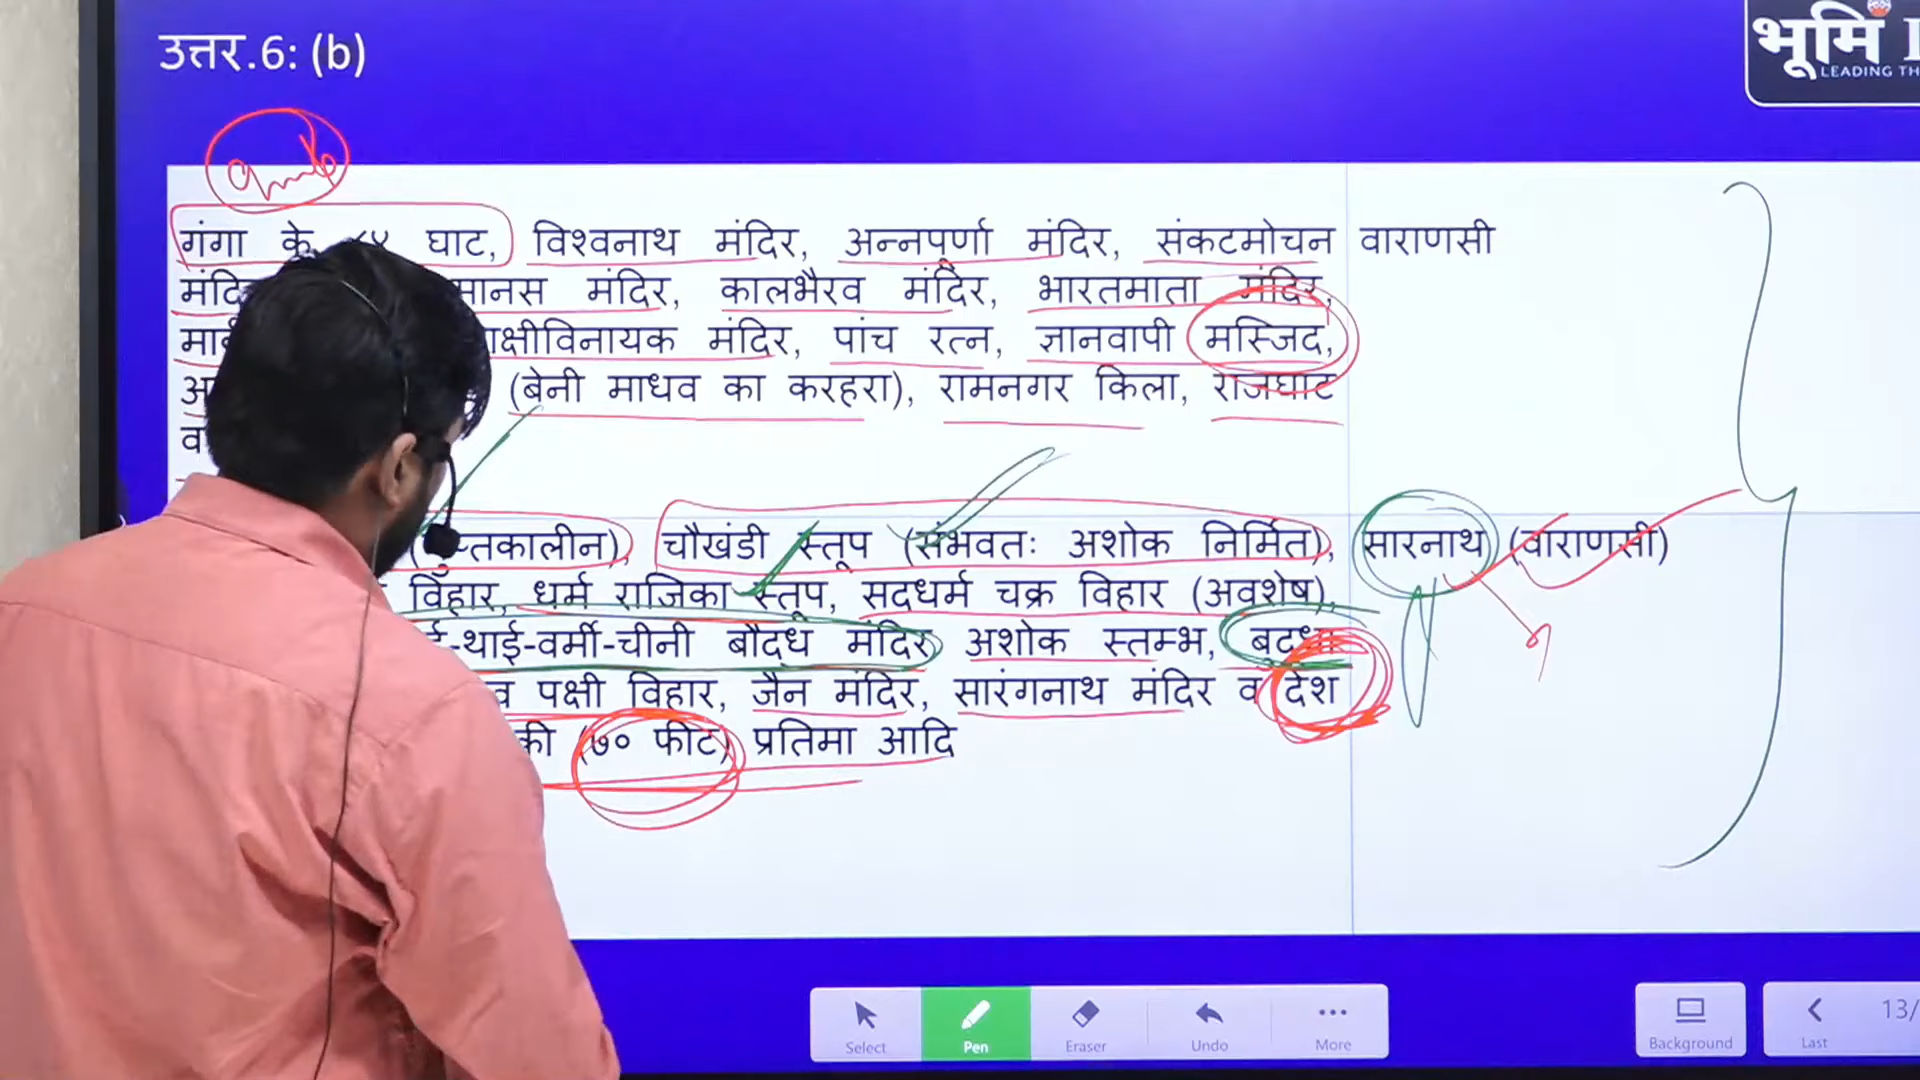 उत्तर.6: (b)
भूमि
LEADING TH
गंगा के घाट, विश्वनाथ मंदिर, अन्नपूर्णा मंदिर, संकटमोचन वाराणसी
मानस मंदिर, कालभैरव मंदिर, भारतमाता मंदिर,
मंदिर, पांच रत्न, ज्ञानवापी मस्जिद,
(बेनी माधव का करहरा), रामनगर किला, राजघाट
चौखंडी स्तूप (संभवतः अशोक निर्मित), सारनाथ (वाराणसी)
विहार, धर्म राजिका स्तूप, सदधर्म चक्र विहार (अवशेष),
-थाई-वर्मी-चीनी बौदध मंदिर अशोक स्तम्भ,
व पक्षी विहार, जैन मंदिर, सारंगनाथ मंदिर व देश
की (७० फीट) प्रतिमा आदि
Select Pen Eraser Undo More Background Last
13/